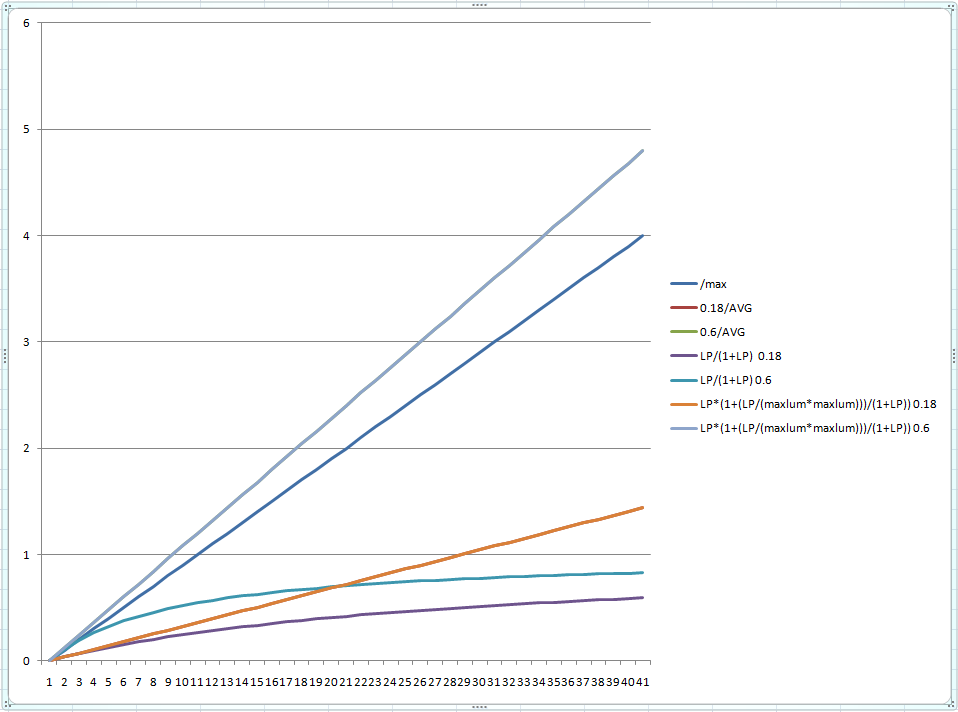 6
5
4
3
2
1
0
1 2 3 4 5 6 7 8 9 10 11 12 13 14 15 16 17 18 19 20 21 22 23 24 25 26 27 28 29 30 31 32 33 34 35 36 37 38 39 40 41
/max
0.18/AVG
0.6/AVG
LP/(1+LP) 0.18
LP/(1+LP) 0.6
LP*(1+(LP/(maxlum*maxlum)))/(1+LP)) 0.18
LP*(1+(LP/(maxlum*maxlum)))/(1+LP)) 0.6